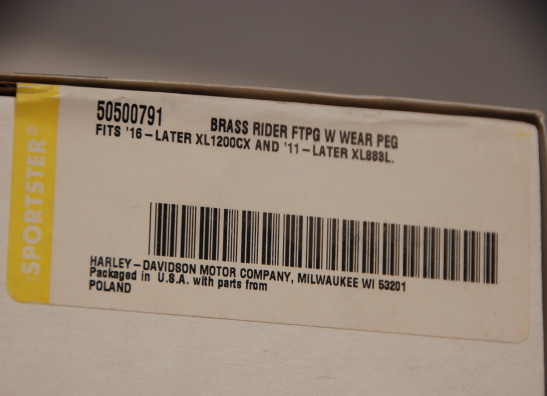 50500791 BRASS RIDER FTPG W WEAR PEG
FITS '16-LATER XL1200CX AND '11-LATER XL883L.
SPORTSTER®
HARLEY-DAVIDSON MOTOR COMPANY, MILWAUKEE WI 53201
Packaged in U.S.A. with parts from
POLAND